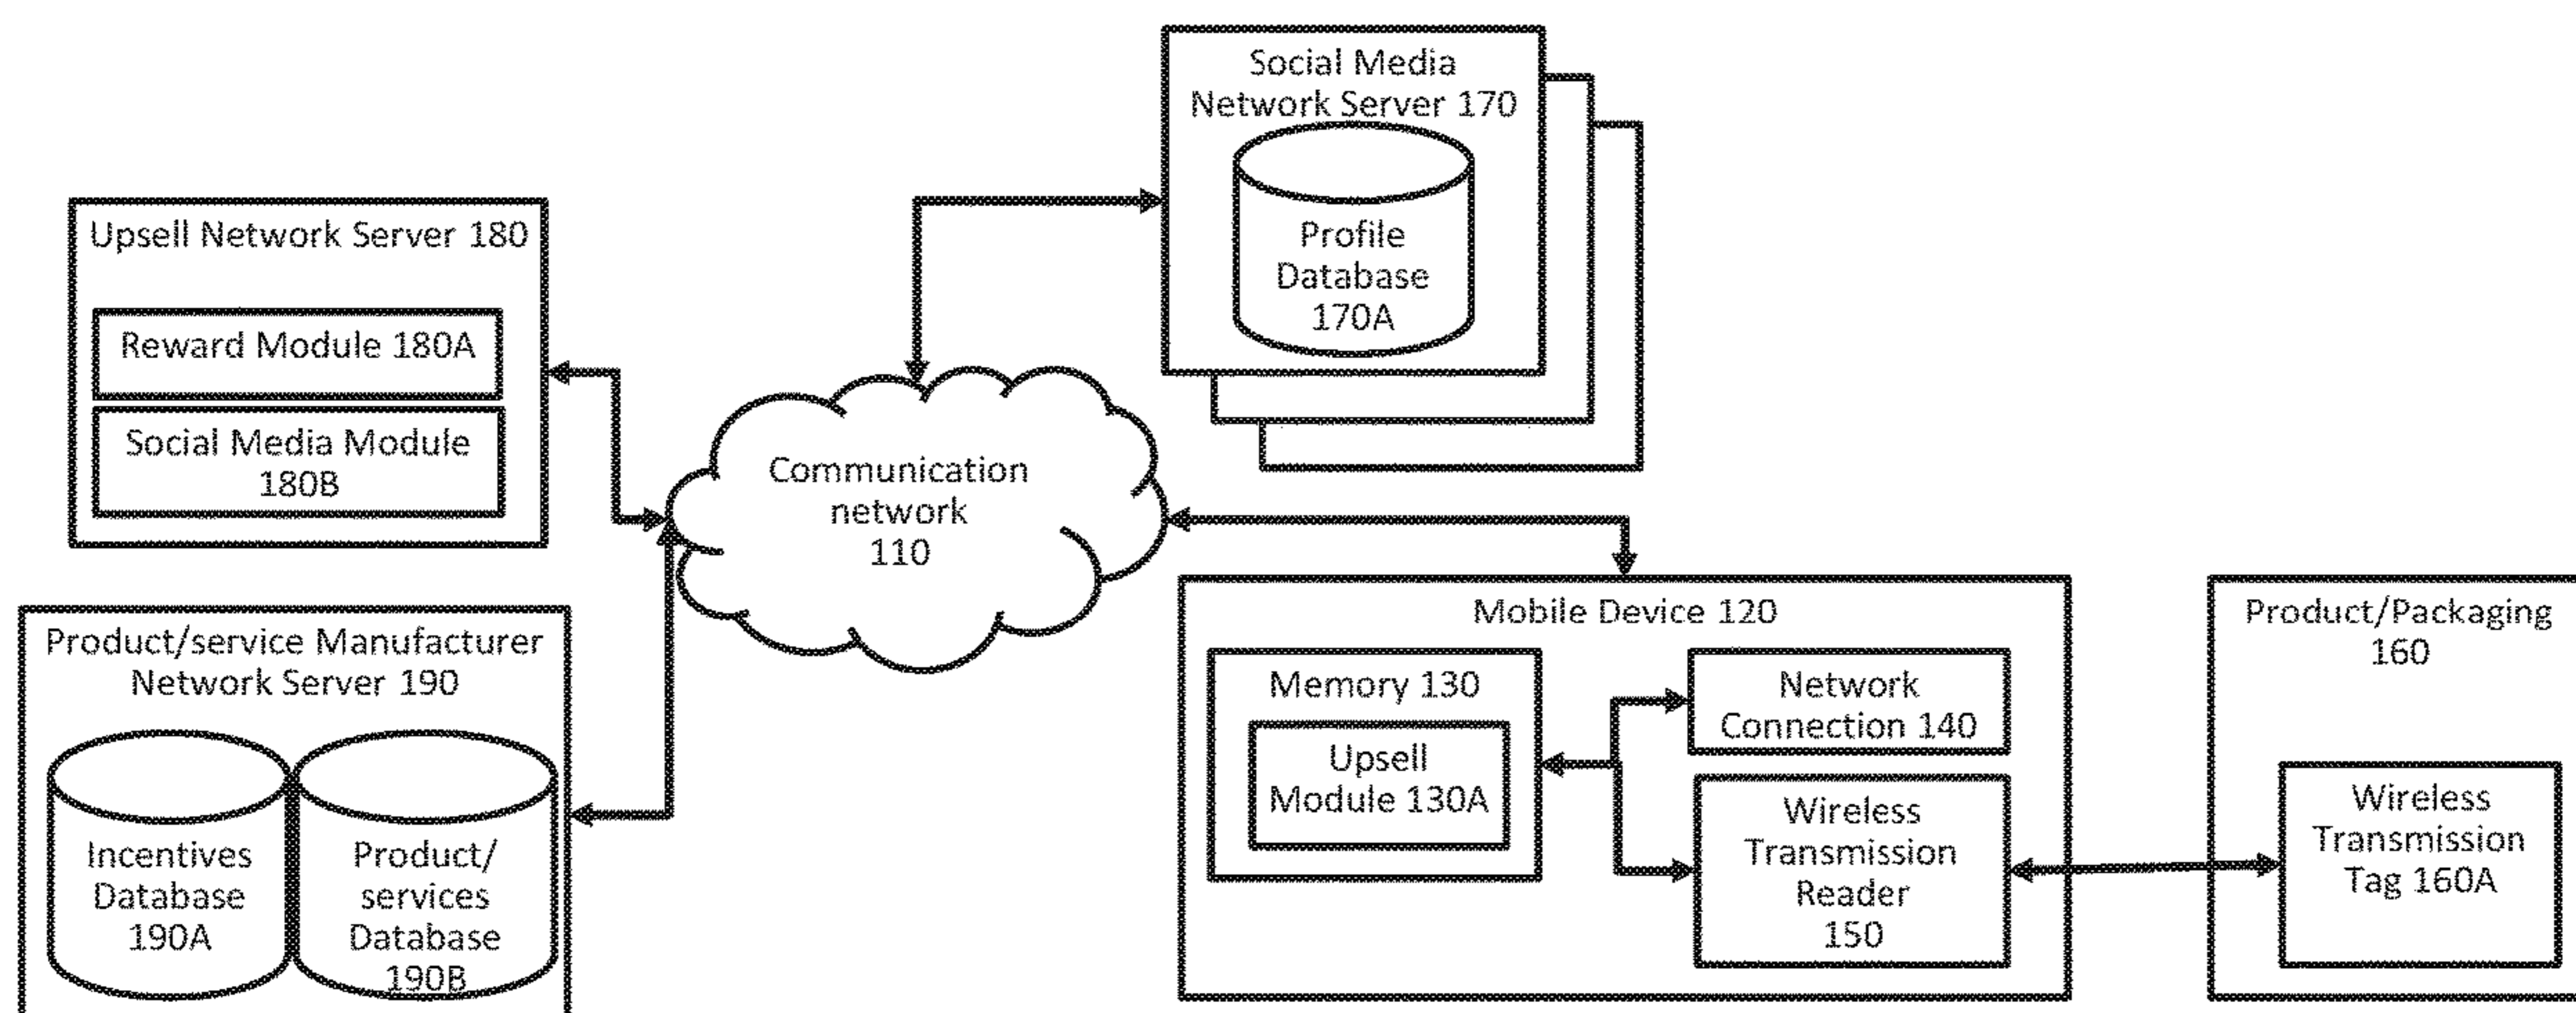 Social Media
Network Server 170
Profile
Database
170A
Upsell Network Server 180
Reward Module 180A
Social Media Module
180B
Communication
network
110
Product/service Manufacturer
Network Server 190
Incentives
Database
190A
Product/
services
Database
190B
Mobile Device 120
Memory 130
Upsell
Module 130A
Network
Connection 140
Wireless
Transmission
Reader
150
Product/Packaging
160
Wireless
Transmission
Tag 160A